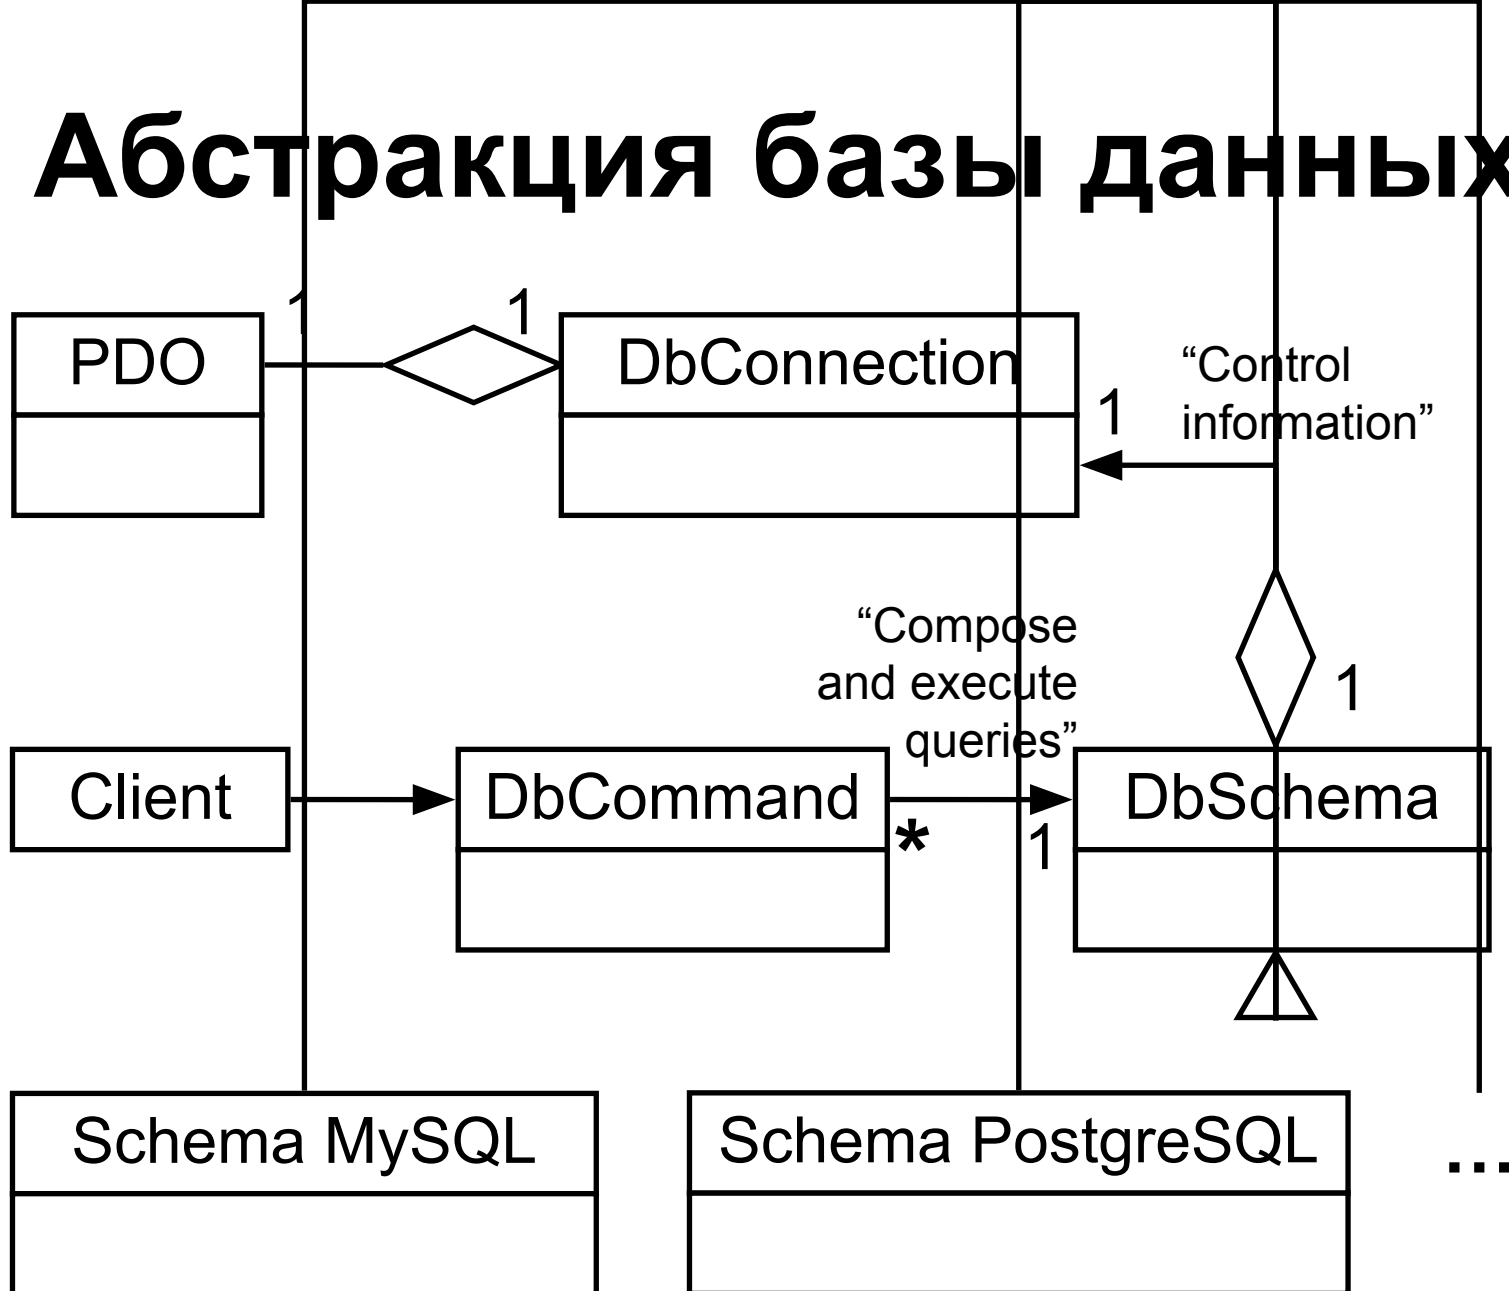 Абстракция базы данных
1 1
PDO
DbConnection
1
“Control
information”
“Compose
and execute
queries”
1
Client
DbCommand
* 1
DbSchema
Schema MySQL
Schema PostgreSQL
...